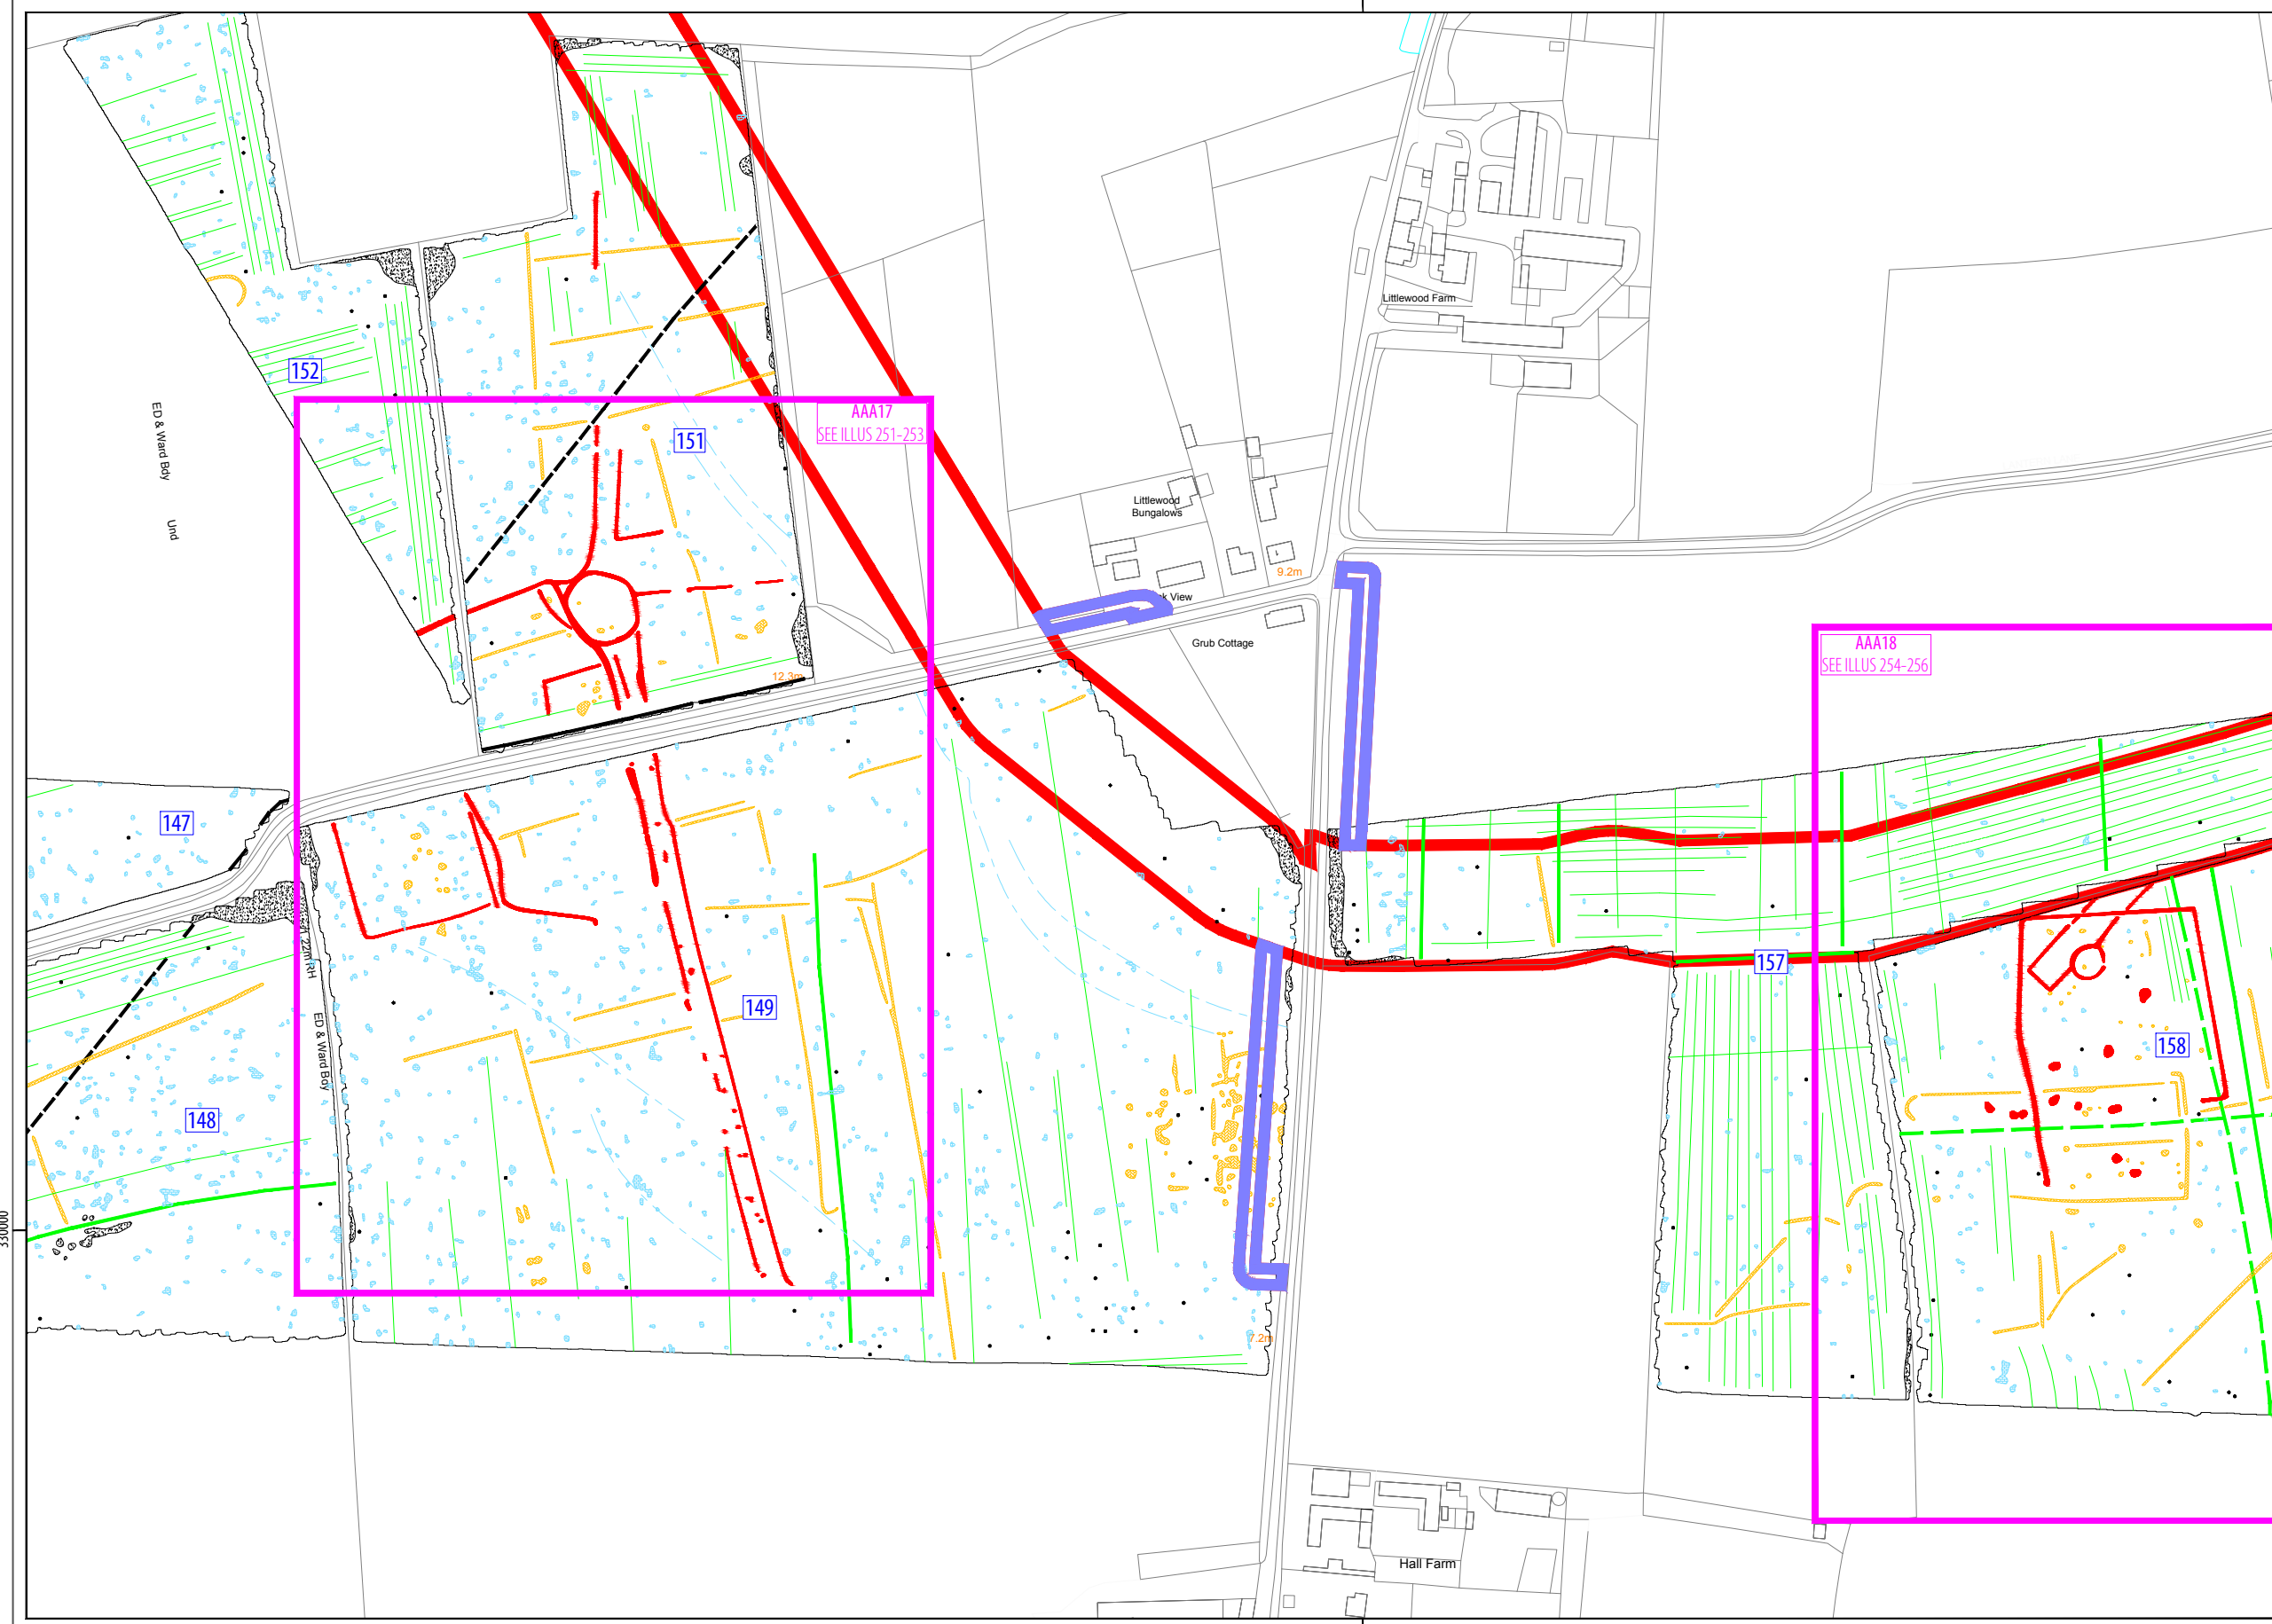 Littlewood Farm
152
ED & Ward Bdy
Und
AAA17
SEE ILLUS 251-253
151
Littlewood
Bungalows
9.2m
View
Grub Cottage
AAA18
SEE ILLUS 254-256
12.3m
147
1.22m RH
157
149
ED & Ward Bdy
158
148
330000
7.2m
Hall Farm